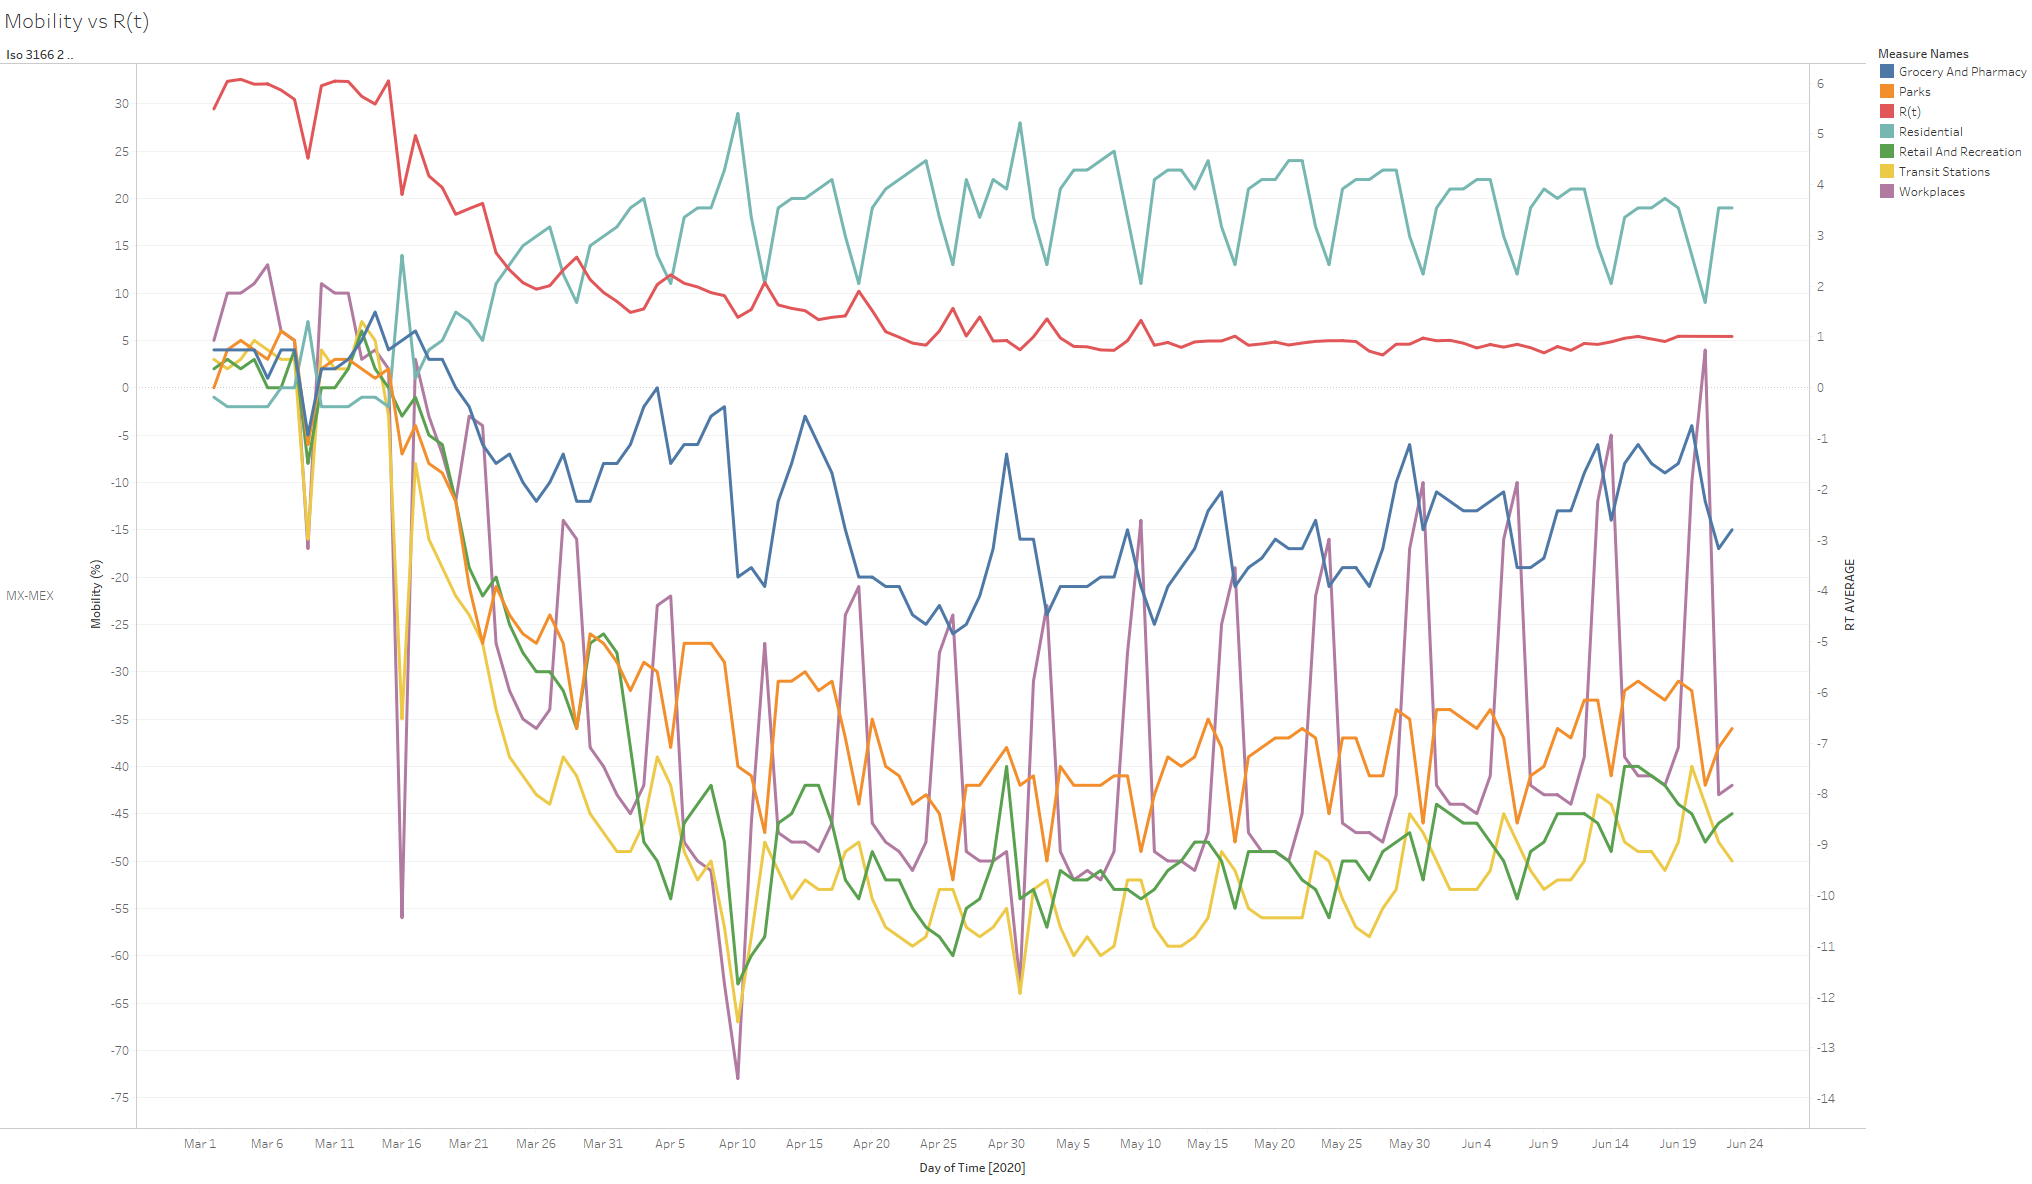 Mobility vs R(t)
Iso 3166 2 ..
Measure Names
Grocery And Pharmacy
Parks
R(t)
Residential
Retail And Recreation
Transit Stations
Workplaces
MX-MEX
Mobility (%)
30
25
20
15
10
5
0
-5
-10
-15
-20
-25
-30
-35
-40
-45
-50
-55
-60
-65
-70
-75
6
5
4
3
2
1
0
-1
-2
-3
-4
-5
-6
-7
-8
-9
-10
-11
-12
-13
-14
RT AVERAGE
Mar 1 Mar 6 Mar 11 Mar 16 Mar 21 Mar 26 Mar 31 Apr 5 Apr 10 Apr 15 Apr 20 Apr 25 Apr 30 May 5 May 10 May 15 May 20 May 25 May 30 Jun 4 Jun 9 Jun 14 Jun 19 Jun 24
Day of Time [2020]